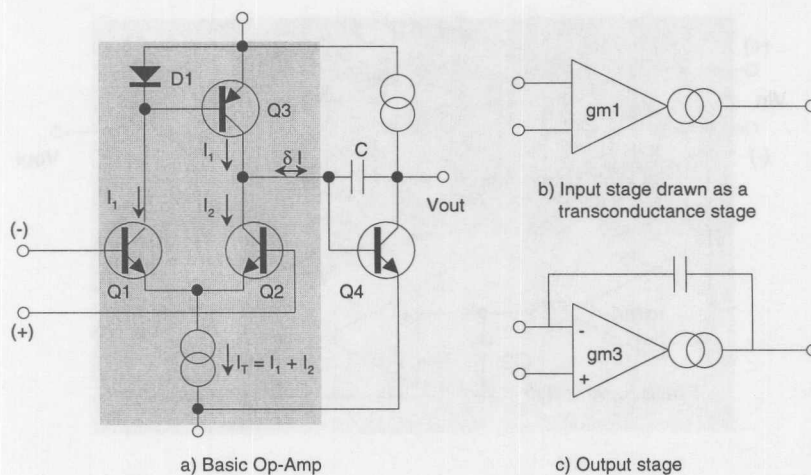 D1
Q3
I₁
δ I
C
I₁
I₂
Vout
(-)
Q1
Q2
Q4
(+)
I_T = I₁ + I₂
a) Basic Op-Amp
gm1
b) Input stage drawn as a
transconductance stage
-
gm3
+
c) Output stage